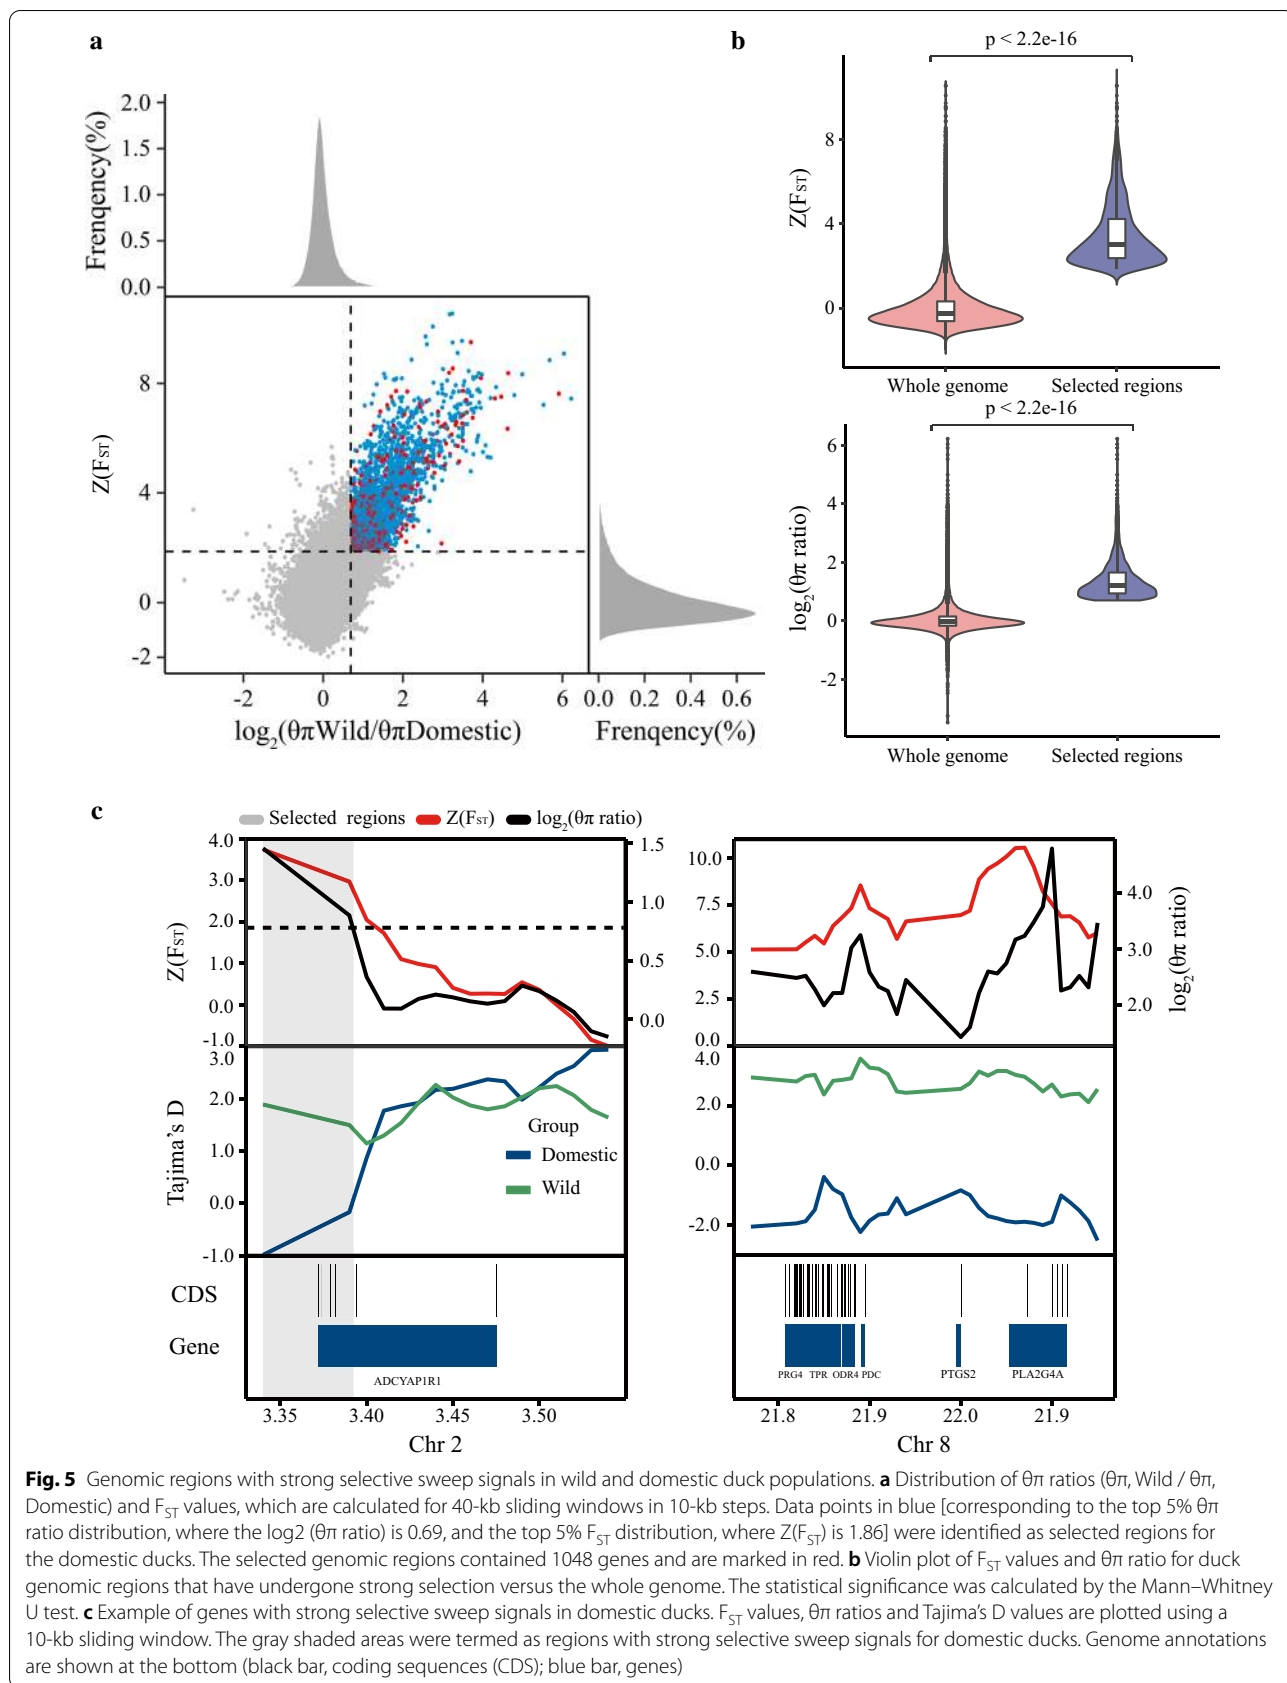 a
b
p < 2.2e-16
Frenqency(%)
2.0
1.5
1.0
0.5
0.0
Z(FST)
8
4
0
-2
-2 0 2 4 6
log2(θπWild/θπDomestic)
0.0 0.2 0.4 0.6
Frenqency(%)
Z(FST)
8
4
0
Whole genome Selected regions
p < 2.2e-16
log2(θπ ratio)
6
4
2
0
-2
Whole genome Selected regions
c
Selected regions Z(FST) log2(θπ ratio)
Z(FST)
4.0
3.0
2.0
1.0
0.0
-1.0
1.5
1.0
0.5
0.0
10.0
7.5
5.0
2.5
0.0
4.0
3.0
2.0
log2(θπ ratio)
Tajima's D
3.0
2.0
1.0
0.0
-1.0
Group
Domestic
Wild
4.0
2.0
0.0
-2.0
CDS
Gene
ADCYAP1R1
PRG4 TPR ODR4 PDC PTGS2 PLA2G4A
3.35 3.40 3.45 3.50
Chr 2
21.8 21.9 22.0 21.9
Chr 8
Fig. 5 Genomic regions with strong selective sweep signals in wild and domestic duck populations. a Distribution of θπ ratios (θπ, Wild / θπ,
Domestic) and FST values, which are calculated for 40-kb sliding windows in 10-kb steps. Data points in blue [corresponding to the top 5% θπ
ratio distribution, where the log2 (θπ ratio) is 0.69, and the top 5% FST distribution, where Z(FST) is 1.86] were identified as selected regions for
the domestic ducks. The selected genomic regions contained 1048 genes and are marked in red. b Violin plot of FST values and θπ ratio for duck
genomic regions that have undergone strong selection versus the whole genome. The statistical significance was calculated by the Mann–Whitney
U test. c Example of genes with strong selective sweep signals in domestic ducks. FST values, θπ ratios and Tajima's D values are plotted using a
10-kb sliding window. The gray shaded areas were termed as regions with strong selective sweep signals for domestic ducks. Genome annotations
are shown at the bottom (black bar, coding sequences (CDS); blue bar, genes)